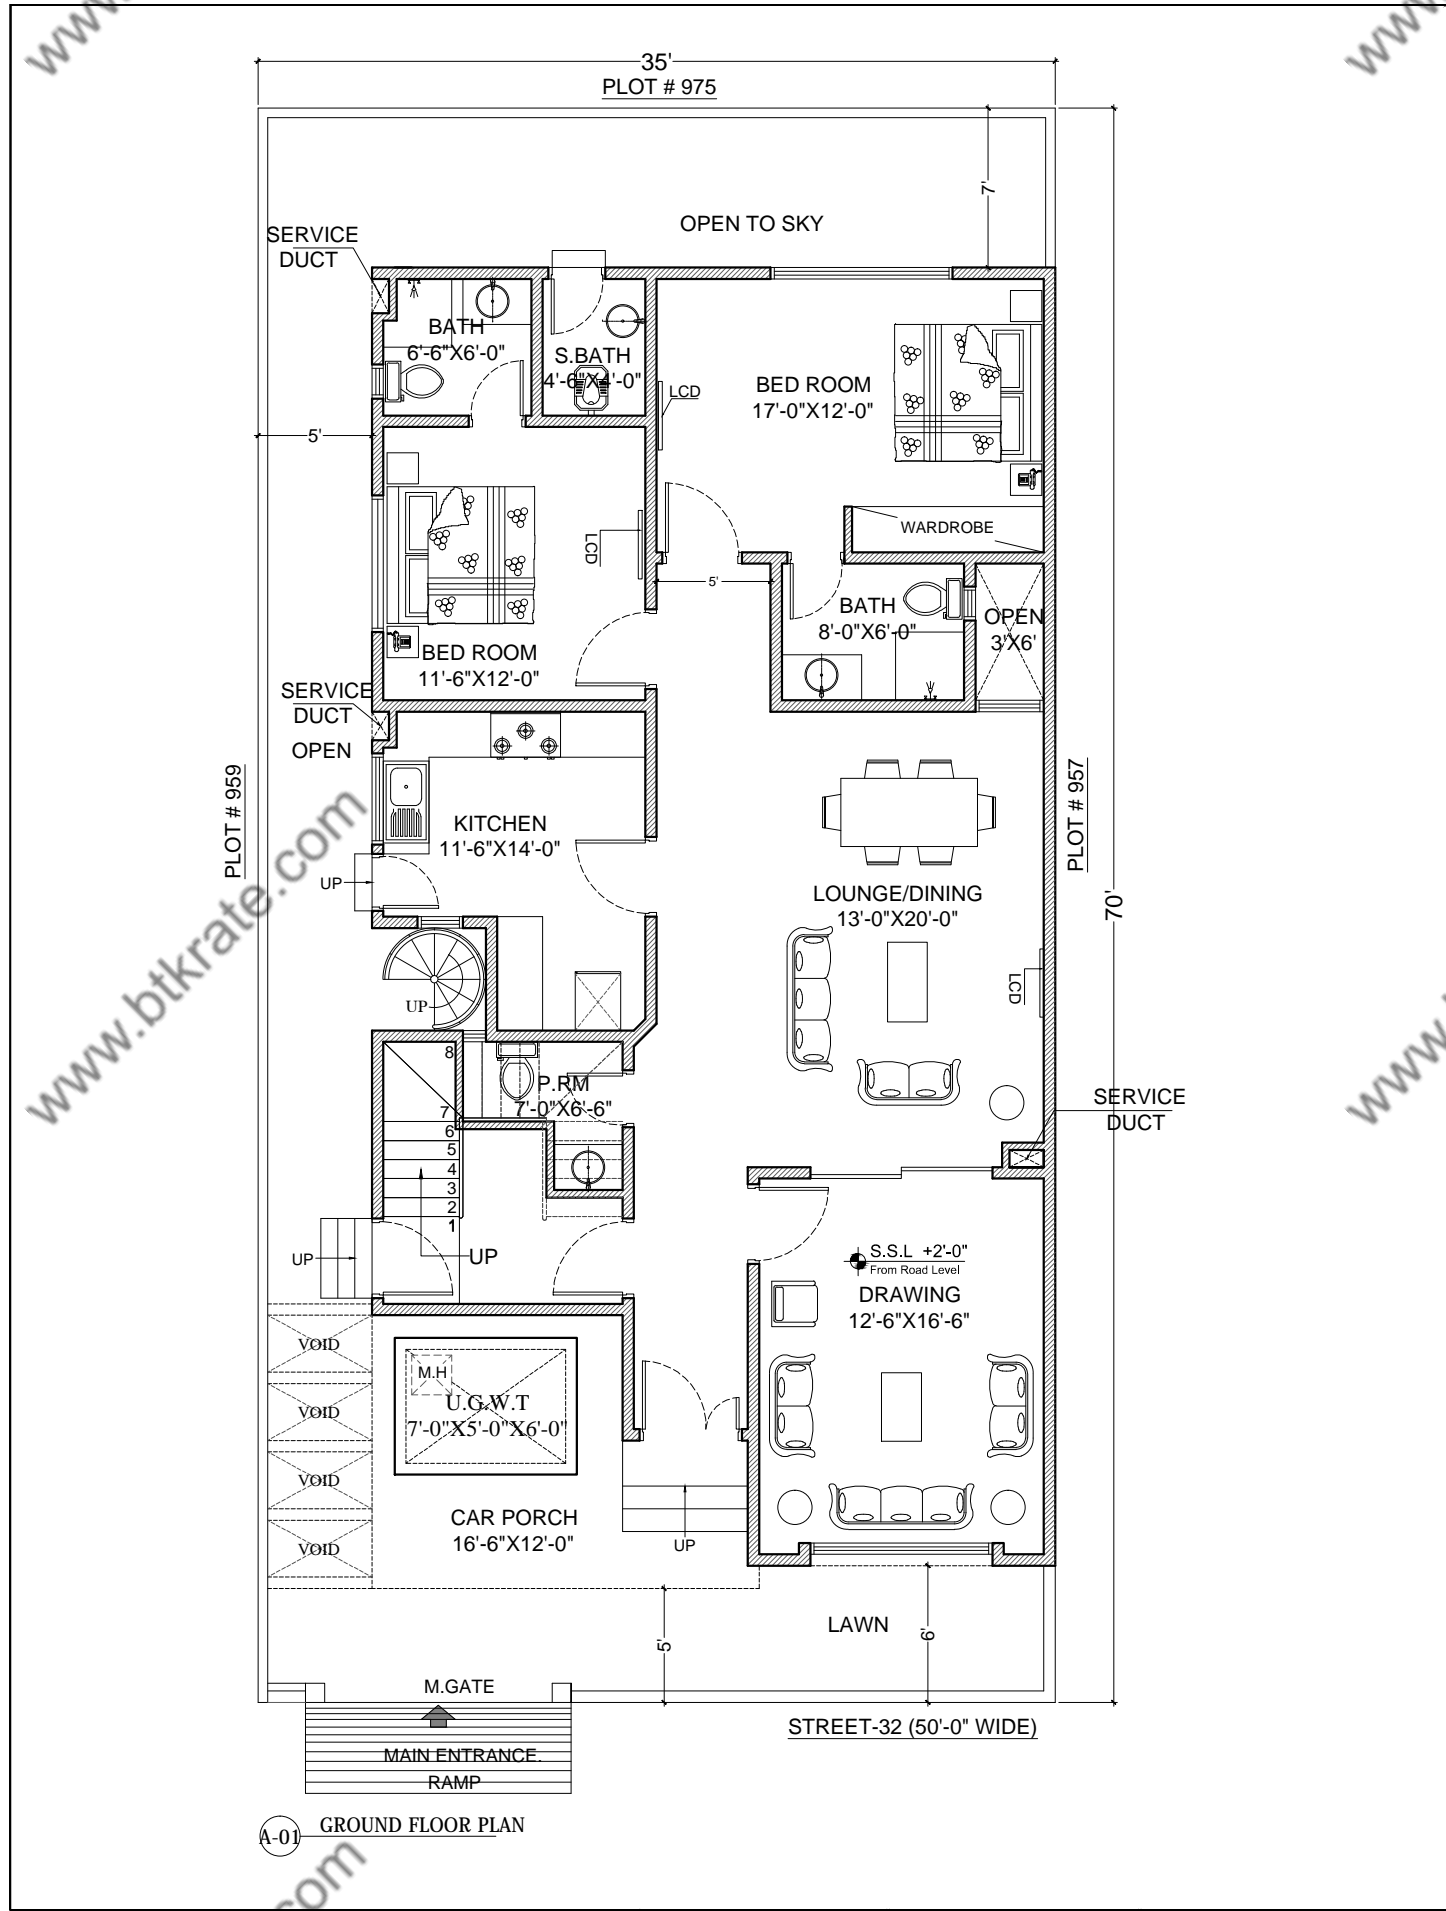 35'
PLOT # 975
7'
OPEN TO SKY
SERVICE
DUCT
BATH
6'-6"X6'-0"
S.BATH
4'-6"X4'-0"
LCD
BED ROOM
17'-0"X12'-0"
5'
WARDROBE
LCD
5'
BATH
8'-0"X6'-0"
OPEN
3'X6'
BED ROOM
11'-6"X12'-0"
SERVICE
DUCT
OPEN
PLOT # 959
KITCHEN
11'-6"X14'-0"
UP
UP
PLOT # 957
70'
LOUNGE/DINING
13'-0"X20'-0"
LCD
SERVICE
DUCT
P.RM
7'-0"X6'-6"
8
7
6
5
4
3
2
1
UP
UP
S.S.L +2'-0"
From Road Level
DRAWING
12'-6"X16'-6"
VOID
VOID
VOID
VOID
M.H
U.G.W.T
7'-0"X5'-0"X6'-0"
CAR PORCH
16'-6"X12'-0"
UP
LAWN
5'
6'
M.GATE
MAIN ENTRANCE.
RAMP
STREET-32 (50'-0" WIDE)
A-01
GROUND FLOOR PLAN
www.btkrate.com